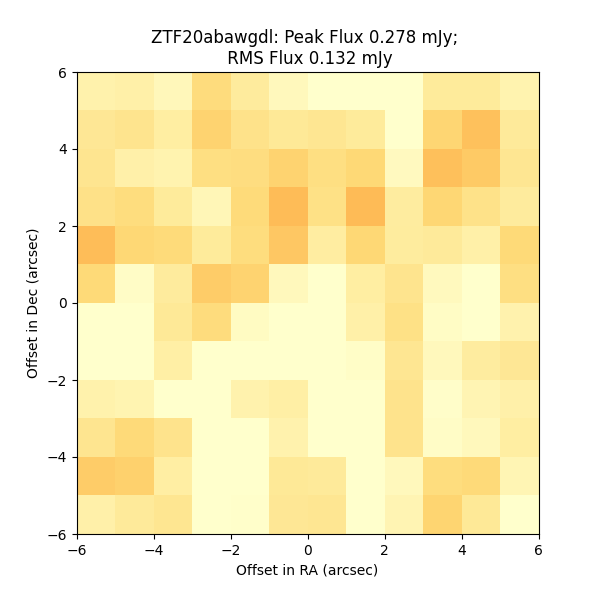 ZTF20abawgdl: Peak Flux 0.278 mJy;
RMS Flux 0.132 mJy
6
4
2
0
−2
−4
−6
Offset in Dec (arcsec)
−6 −4 −2 0 2 4 6
Offset in RA (arcsec)